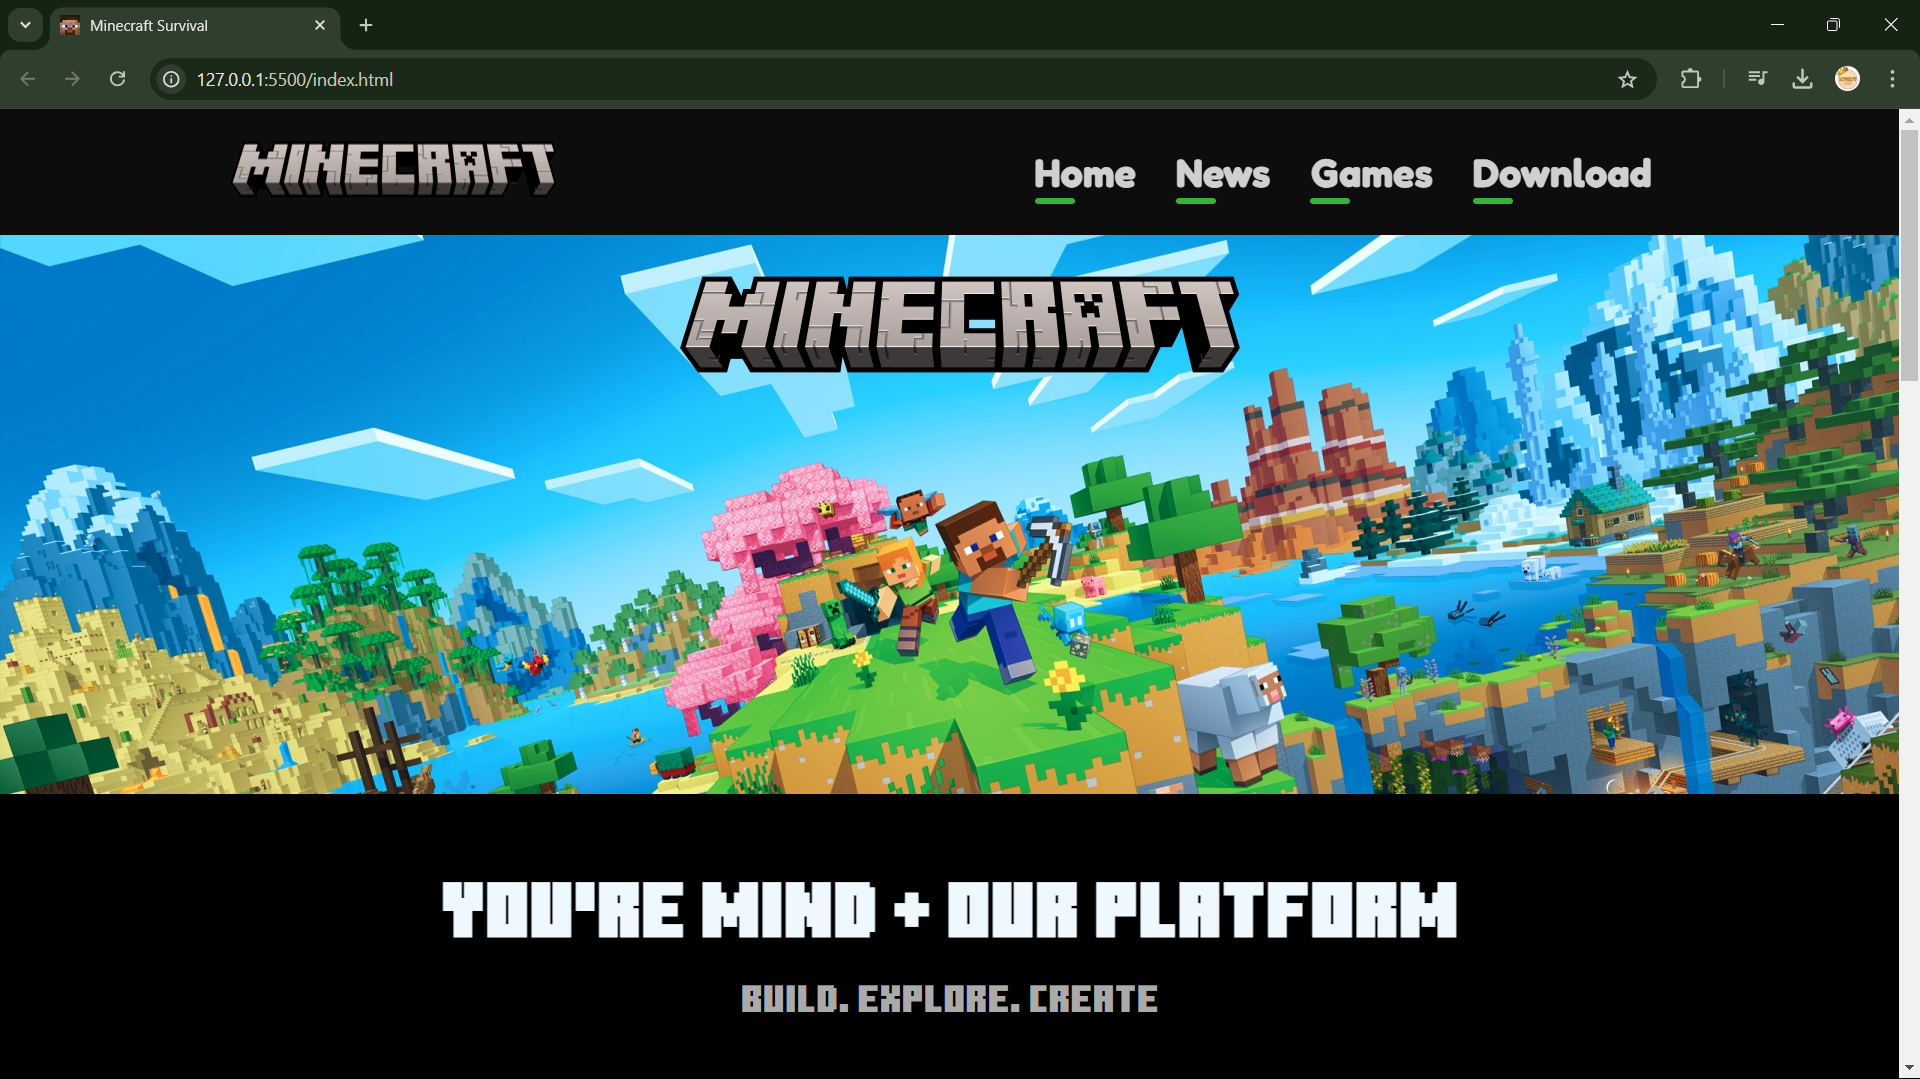 Minecraft Survival
127.0.0.1:5500/index.html
MINECRAFT
Home News Games Download
MINECRAFT
YOU'RE MIND + OUR PLATFORM
BUILD. EXPLORE. CREATE